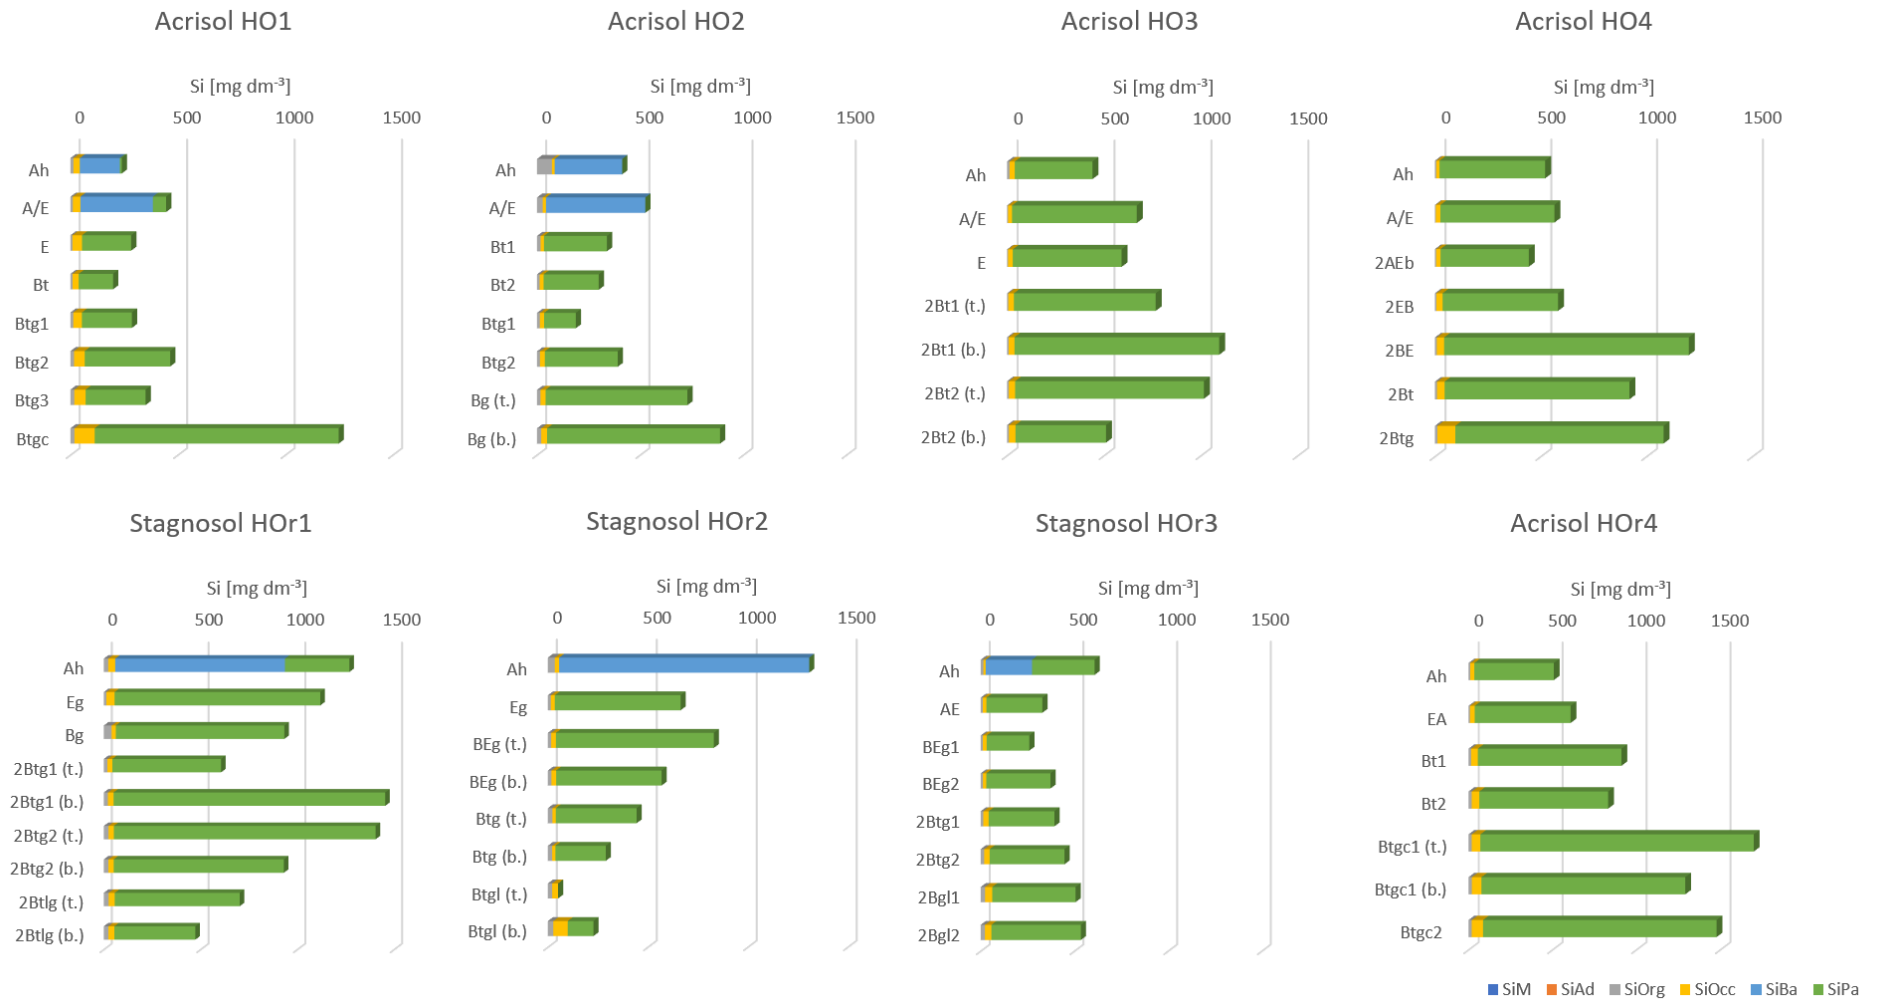 Acrisol HO1
Si [mg dm⁻³]
0 500 1000 1500
Ah
A/E
E
Bt
Btg1
Btg2
Btg3
Btgc
Acrisol HO2
Si [mg dm⁻³]
0 500 1000 1500
Ah
A/E
Bt1
Bt2
Btg1
Btg2
Bg (t.)
Bg (b.)
Acrisol HO3
Si [mg dm⁻³]
0 500 1000 1500
Ah
A/E
E
2Bt1 (t.)
2Bt1 (b.)
2Bt2 (t.)
2Bt2 (b.)
Acrisol HO4
Si [mg dm⁻³]
0 500 1000 1500
Ah
A/E
2AEb
2EB
2BE
2Bt
2Btg
Stagnosol HOr1
Si [mg dm⁻³]
0 500 1000 1500
Ah
Eg
Bg
2Btg1 (t.)
2Btg1 (b.)
2Btg2 (t.)
2Btg2 (b.)
2Btlg (t.)
2Btlg (b.)
Stagnosol HOr2
Si [mg dm⁻³]
0 500 1000 1500
Ah
Eg
BEg (t.)
BEg (b.)
Btg (t.)
Btg (b.)
Btgl (t.)
Btgl (b.)
Stagnosol HOr3
Si [mg dm⁻³]
0 500 1000 1500
Ah
AE
BEg1
BEg2
2Btg1
2Btg2
2Bgl1
2Bgl2
Acrisol HOr4
Si [mg dm⁻³]
0 500 1000 1500
Ah
EA
Bt1
Bt2
Btgc1 (t.)
Btgc1 (b.)
Btgc2
SiM SiAd SiOrg SiOcc SiBa SiPa